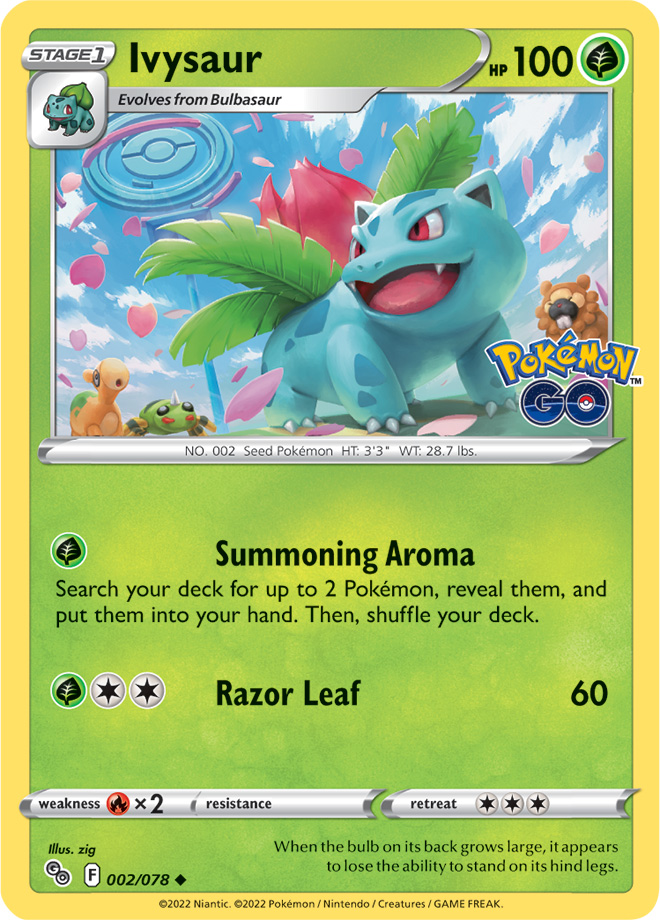 STAGE 1
Ivysaur
HP 100
Evolves from Bulbasaur
Pokémon ™
GO
NO. 002 Seed Pokémon HT: 3'3" WT: 28.7 lbs.
Summoning Aroma
Search your deck for up to 2 Pokémon, reveal them, and
put them into your hand. Then, shuffle your deck.
Razor Leaf 60
weakness ×2 resistance retreat
Illus. zig
When the bulb on its back grows large, it appears
to lose the ability to stand on its hind legs.
F 002/078 ◆
©2022 Niantic. ©2022 Pokémon / Nintendo / Creatures / GAME FREAK.